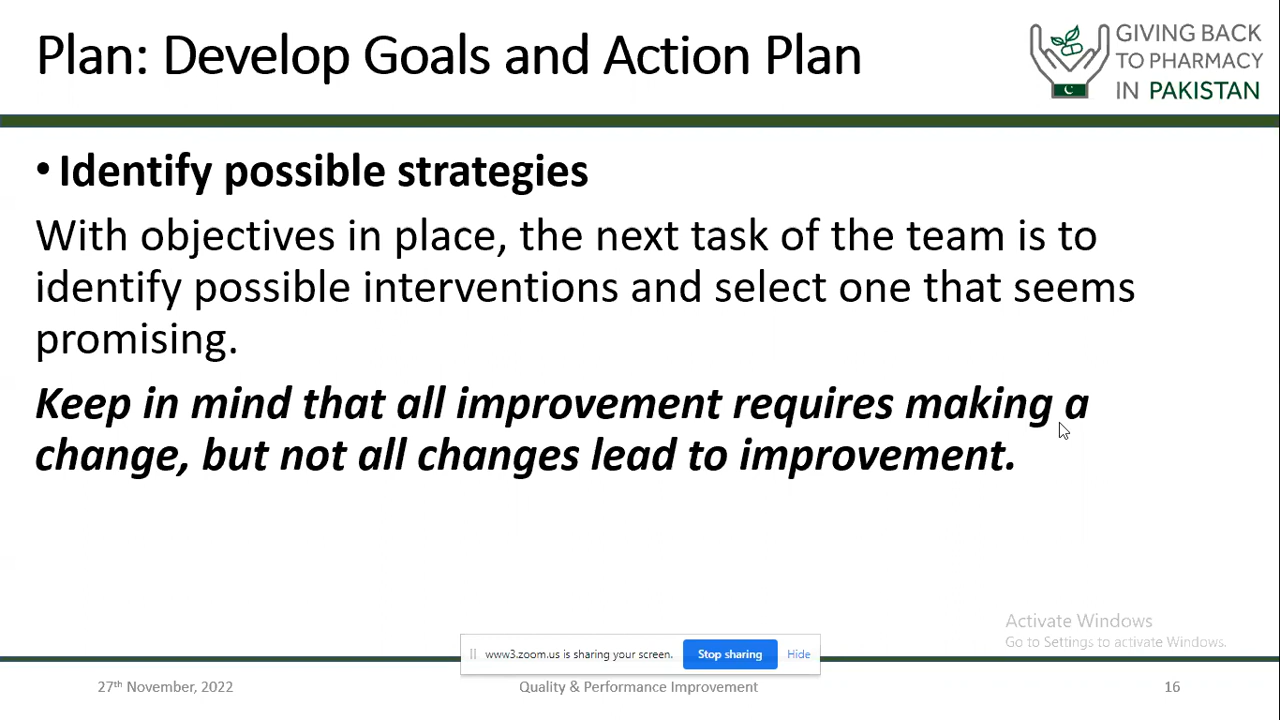 Plan: Develop Goals and Action Plan
GIVING BACK
TO PHARMACY
IN PAKISTAN
• Identify possible strategies
With objectives in place, the next task of the team is to
identify possible interventions and select one that seems
promising.
Keep in mind that all improvement requires making a
change, but not all changes lead to improvement.
Activate Windows
Go to Settings to activate Windows.
www3.zoom.us is sharing your screen.
Stop sharing
Hide
27th November, 2022
Quality & Performance Improvement
16